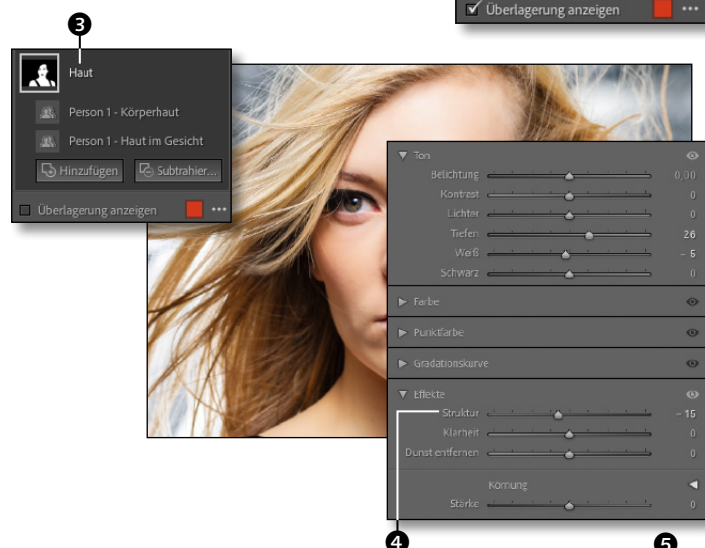 Überlagerung anzeigen
3
Haut
Person 1 - Körperhaut
Person 1 - Haut im Gesicht
Hinzufügen Subtrahier...
Überlagerung anzeigen
Ton
Belichtung 0,00
Kontrast 0
Lichter 0
Tiefen 26
Weiß – 5
Schwarz 0
Farbe
Punktfarbe
Gradationskurve
Effekte
Struktur – 15
Klarheit 0
Dunst entfernen 0
Körnung
Stärke 0
4 5